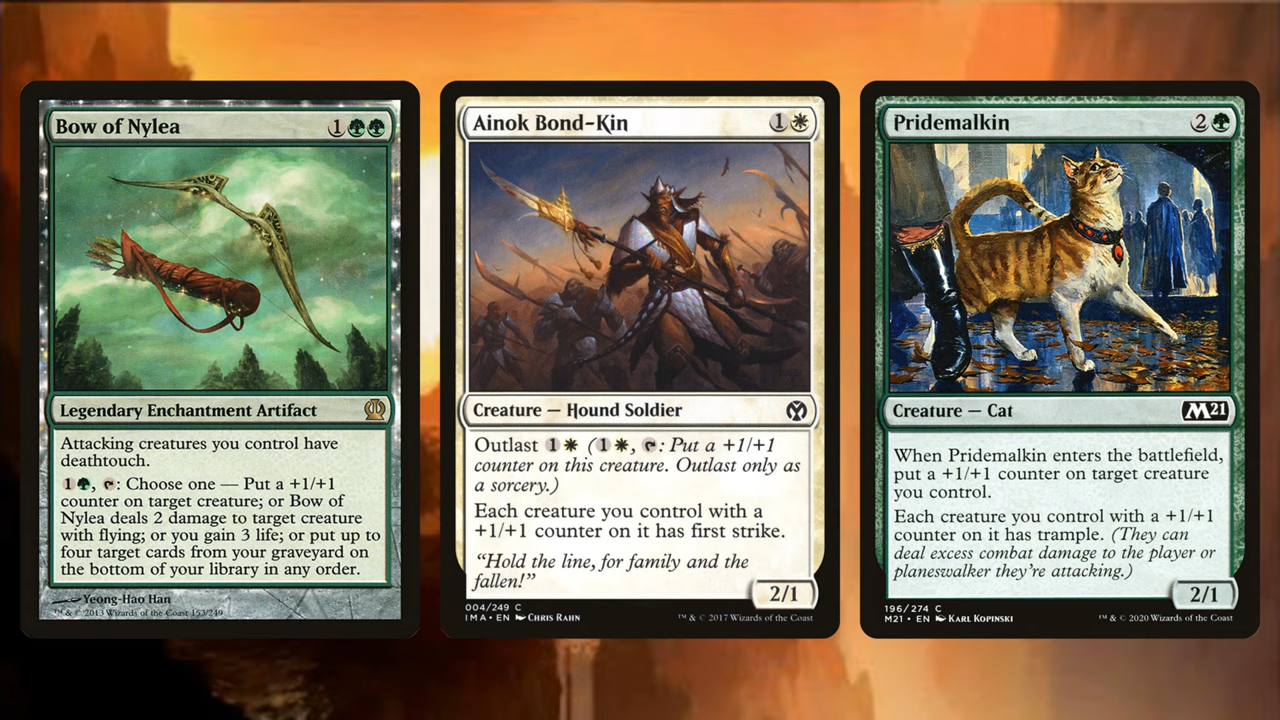 Bow of Nylea
1
Legendary Enchantment Artifact
Attacking creatures you control have
deathtouch.
1 , : Choose one — Put a +1/+1
counter on target creature; or Bow of
Nylea deals 2 damage to target creature
with flying; or you gain 3 life; or put up to
four target cards from your graveyard on
the bottom of your library in any order.
Yeong-Hao Han
™ & © 2013 Wizards of the Coast 153/249
Ainok Bond-Kin
1
Creature — Hound Soldier
Outlast 1 ( 1 , : Put a +1/+1
counter on this creature. Outlast only as
a sorcery.)
Each creature you control with a
+1/+1 counter on it has first strike.
“Hold the line, for family and the
fallen!”
2/1
004/249 C
IMA • EN Chris Rahn
™ & © 2017 Wizards of the Coast
Pridemalkin
2
Creature — Cat
M21
When Pridemalkin enters the battlefield,
put a +1/+1 counter on target creature
you control.
Each creature you control with a +1/+1
counter on it has trample. (They can
deal excess combat damage to the player or
planeswalker they’re attacking.)
2/1
196/274 C
M21 • EN Karl Kopinski
™ & © 2020 Wizards of the Coast